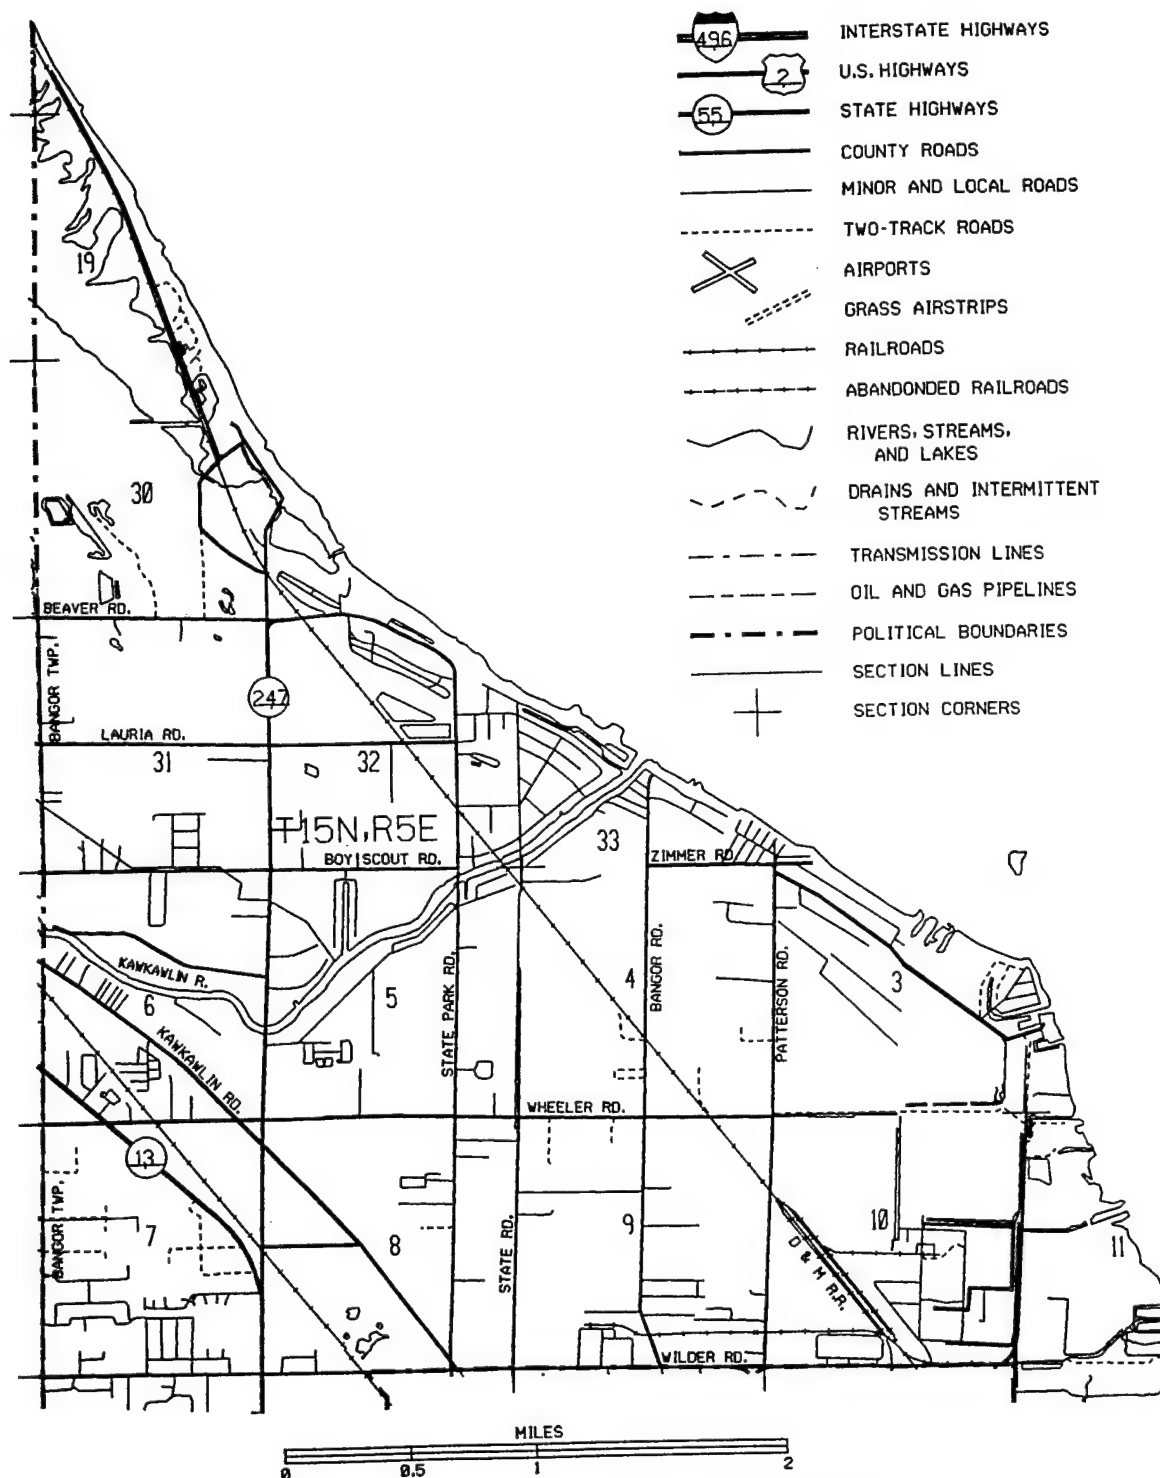 496 INTERSTATE HIGHWAYS
2 U.S. HIGHWAYS
55 STATE HIGHWAYS
COUNTY ROADS
MINOR AND LOCAL ROADS
TWO-TRACK ROADS
AIRPORTS
GRASS AIRSTRIPS
RAILROADS
ABANDONDED RAILROADS
RIVERS, STREAMS,
AND LAKES
DRAINS AND INTERMITTENT
STREAMS
TRANSMISSION LINES
OIL AND GAS PIPELINES
POLITICAL BOUNDARIES
SECTION LINES
SECTION CORNERS
19
30
BEAVER RD.
BANGOR TWP.
247
LAURIA RD.
31
32
T15N, R5E
33
BOY SCOUT RD.
ZIMMER RD
KAWKAWLIN R.
6
5
STATE PARK RD.
4
BANGOR RD.
PATTERSON RD.
3
KAWKAWLIN RD.
WHEELER RD.
13
BANGOR TWP.
7
8
STATE RD.
9
10
11
D & M R.R.
WILDER RD.
MILES
0 0.5 1 2